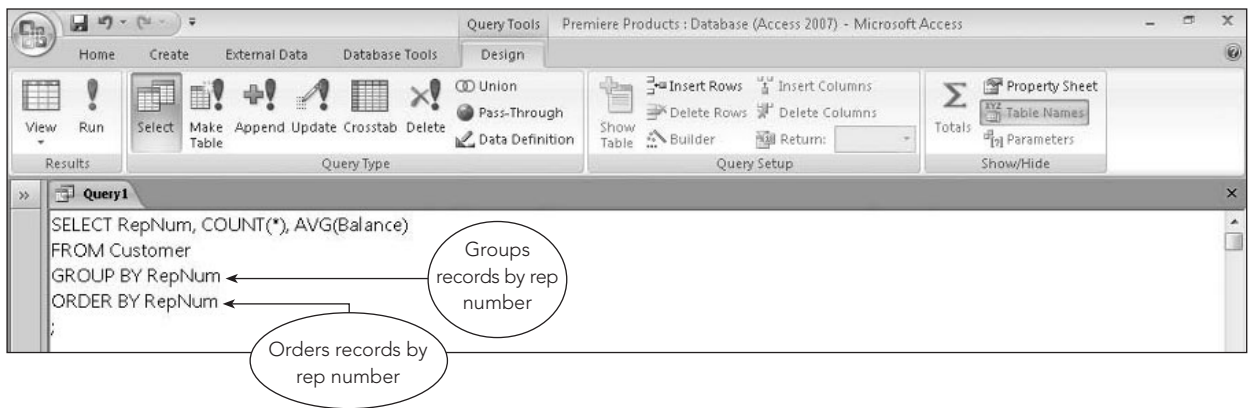 Query Tools
Premiere Products : Database (Access 2007) - Microsoft Access
Home Create External Data Database Tools Design
View
Run
Results
Select
Make Table
Append
Update
Crosstab
Delete
Union
Pass-Through
Data Definition
Query Type
Show Table
Insert Rows
Delete Rows
Builder
Insert Columns
Delete Columns
Return:
Query Setup
Totals
Property Sheet
Table Names
Parameters
Show/Hide
Query1
SELECT RepNum, COUNT(*), AVG(Balance)
FROM Customer
GROUP BY RepNum
ORDER BY RepNum
;
Groups
records by rep
number
Orders records by
rep number